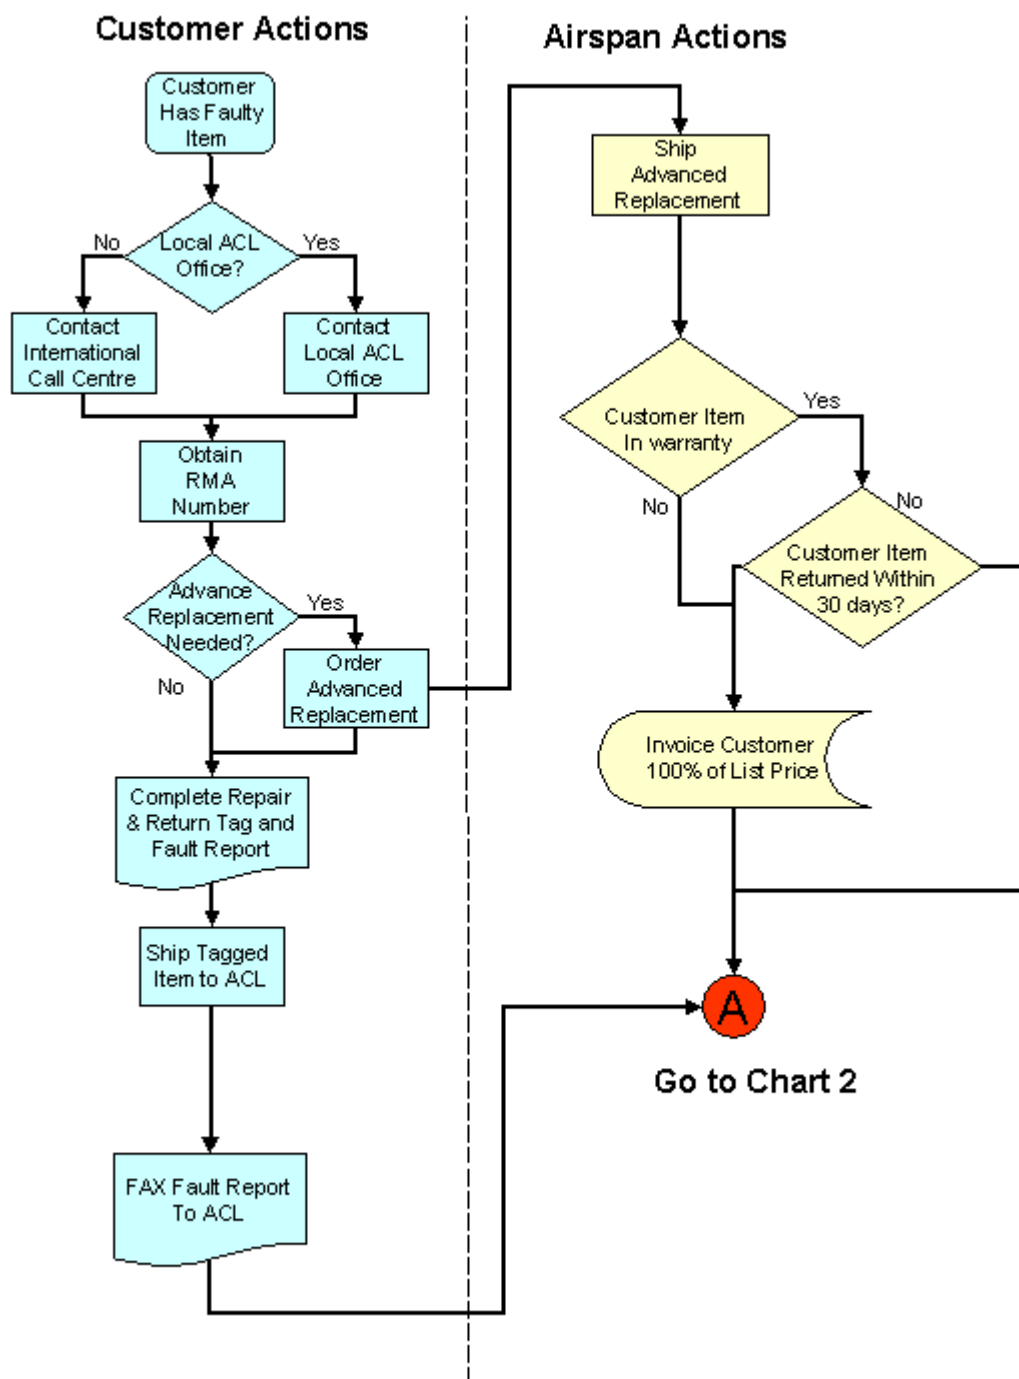 Customer Actions
Customer
Has Faulty
Item
No
Local ACL
Office?
Yes
Contact
International
Call Centre
Contact
Local ACL
Office
Obtain
RMA
Number
Advance
Replacement
Needed?
Yes
No
Order
Advanced
Replacement
Complete Repair
& Return Tag and
Fault Report
Ship Tagged
Item to ACL
FAX Fault Report
To ACL
Airspan Actions
Ship
Advanced
Replacement
Customer Item
In warranty
Yes
No
No
Customer Item
Returned Within
30 days?
Invoice Customer
100% of List Price
A
Go to Chart 2